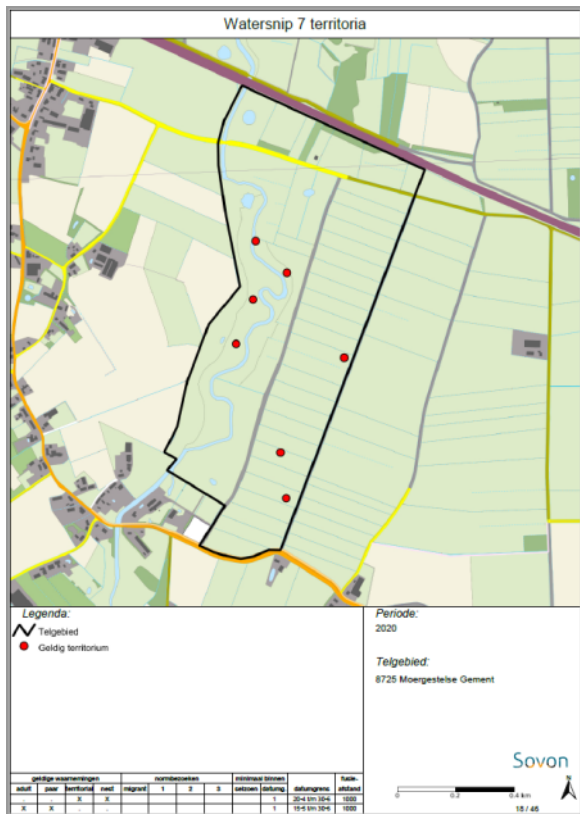 Watersnip 7 territoria
Legenda:
Telgebied
Geldig territorium
Periode:
2020
Telgebied:
8725 Moergestelse Gement
Sovon
0 0.2 0.4 km
18 / 46
geldige waarnemingen normbezoeken minimaal binnen fusie-
adult paar territoriaal nest migrant 1 2 3 seizoen datumg. datumgrens afstand
. . X X . . 1 20-4 t/m 30-6 1000
X X . . . . 1 15-5 t/m 30-6 1000